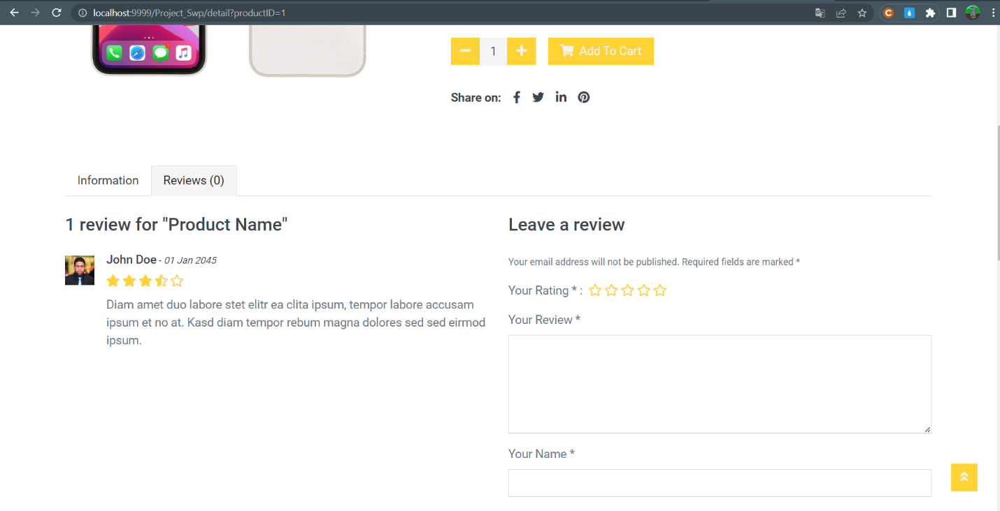 localhost:9999/Project_Swp/detail?productID=1
1
Add To Cart
Share on:
Information
Reviews (0)
1 review for "Product Name"
Leave a review
John Doe - 01 Jan 2045
Your email address will not be published. Required fields are marked *
Your Rating * :
Diam amet duo labore stet elitr ea clita ipsum, tempor labore accusam
ipsum et no at. Kasd diam tempor rebum magna dolores sed sed eirmod
ipsum.
Your Review *
Your Name *